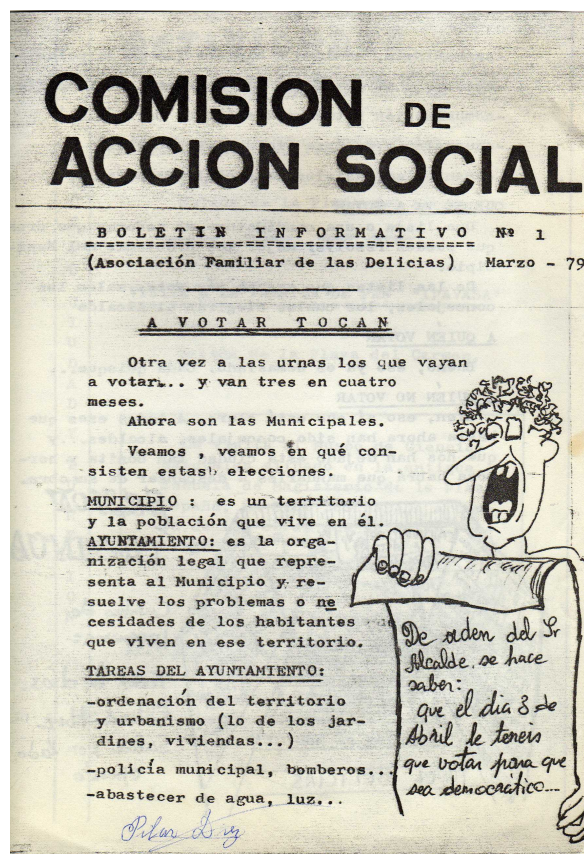 COMISION DE
ACCION SOCIAL
BOLETIN INFORMATIVO Nº 1
(Asociación Familiar de las Delicias) Marzo - 79
A VOTAR TOCAN
Otra vez a las urnas los que vayan
a votar... y van tres en cuatro
meses.
Ahora son las Municipales.
Veamos , veamos en qué con-
sisten estas elecciones.
MUNICIPIO : es un territorio
y la población que vive en él.
AYUNTAMIENTO: es la orga-
nización legal que repre-
senta al Municipio y re-
suelve los problemas o ne
cesidades de los habitantes
que viven en ese territorio.
TAREAS DEL AYUNTAMIENTO:
-ordenación del territorio
y urbanismo (lo de los jar-
dines, viviendas...)
-policía municipal, bomberos...
-abastecer de agua, luz...
De orden del Sr
Alcalde, se hace
saber:
que el dia 3 de
Abril le teneis
que votar para que
sea democrático...
Pilar